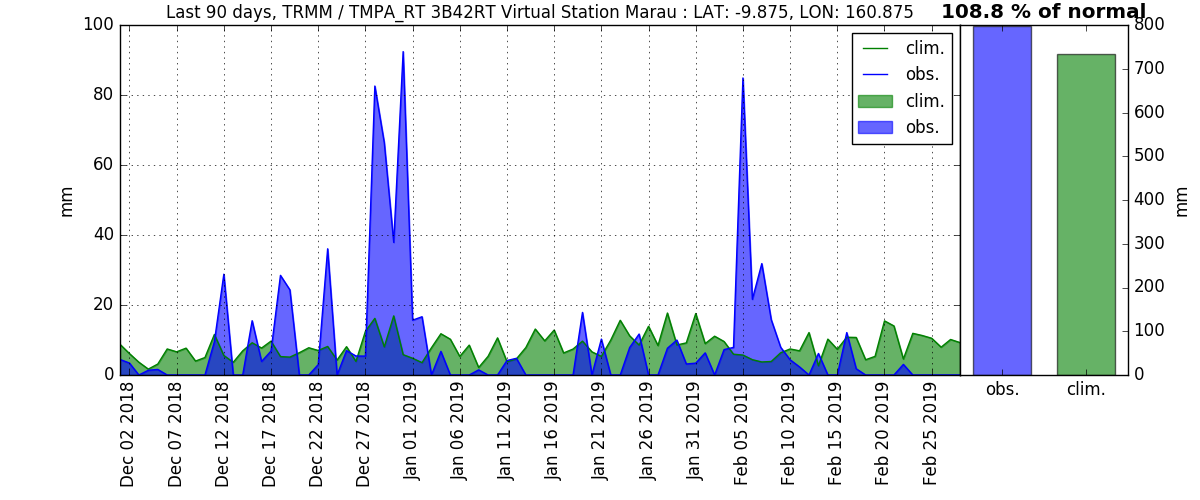 Last 90 days, TRMM / TMPA_RT 3B42RT Virtual Station Marau : LAT: -9.875, LON: 160.875
108.8 % of normal
clim.
obs.
clim.
obs.
100
80
60
40
20
0
mm
800
700
600
500
400
300
200
100
0
mm
Dec 02 2018
Dec 07 2018
Dec 12 2018
Dec 17 2018
Dec 22 2018
Dec 27 2018
Jan 01 2019
Jan 06 2019
Jan 11 2019
Jan 16 2019
Jan 21 2019
Jan 26 2019
Jan 31 2019
Feb 05 2019
Feb 10 2019
Feb 15 2019
Feb 20 2019
Feb 25 2019
obs.
clim.